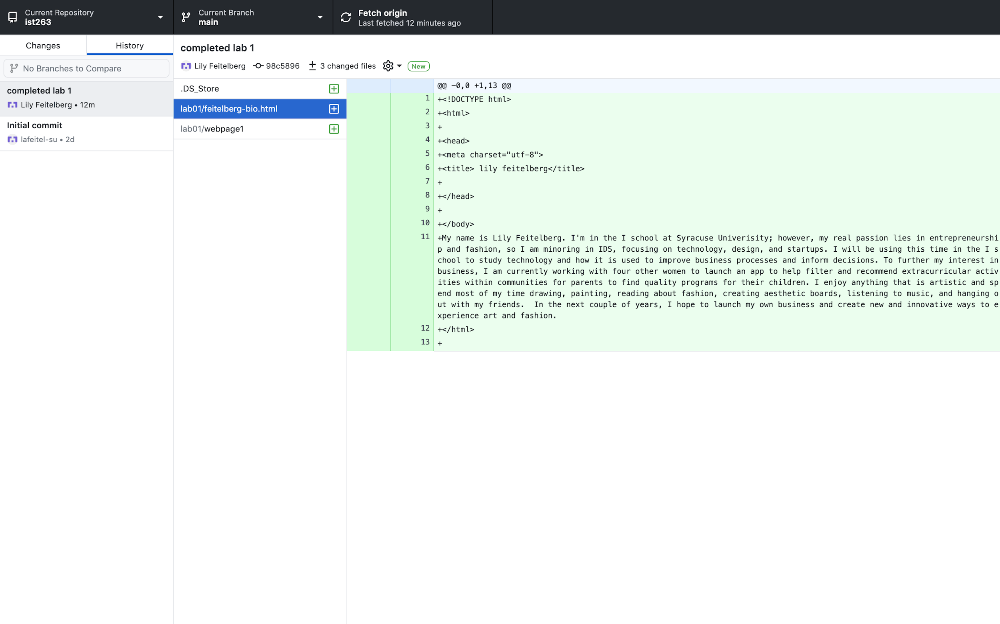 Current Repository
ist263
Current Branch
main
Fetch origin
Last fetched 12 minutes ago
Changes
History
No Branches to Compare
completed lab 1
Lily Feitelberg • 12m
Initial commit
lafeitel-su • 2d
completed lab 1
Lily Feitelberg 98c5896 3 changed files New
.DS_Store
lab01/feitelberg-bio.html
lab01/webpage1
@@ -0,0 +1,13 @@
1 +<!DOCTYPE html>
2 +<html>
3 +
4 +<head>
5 +<meta charset="utf-8">
6 +<title> lily feitelberg</title>
7 +
8 +</head>
9 +
10 +</body>
11 +My name is Lily Feitelberg. I'm in the I school at Syracuse Univerisity; however, my real passion lies in entrepreneurshi
p and fashion, so I am minoring in IDS, focusing on technology, design, and startups. I will be using this time in the I s
chool to study technology and how it is used to improve business processes and inform decisions. To further my interest in
business, I am currently working with four other women to launch an app to help filter and recommend extracurricular activ
ities within communities for parents to find quality programs for their children. I enjoy anything that is artistic and sp
end most of my time drawing, painting, reading about fashion, creating aesthetic boards, listening to music, and hanging o
ut with my friends.  In the next couple of years, I hope to launch my own business and create new and innovative ways to e
xperience art and fashion.
12 +</html>
13 +